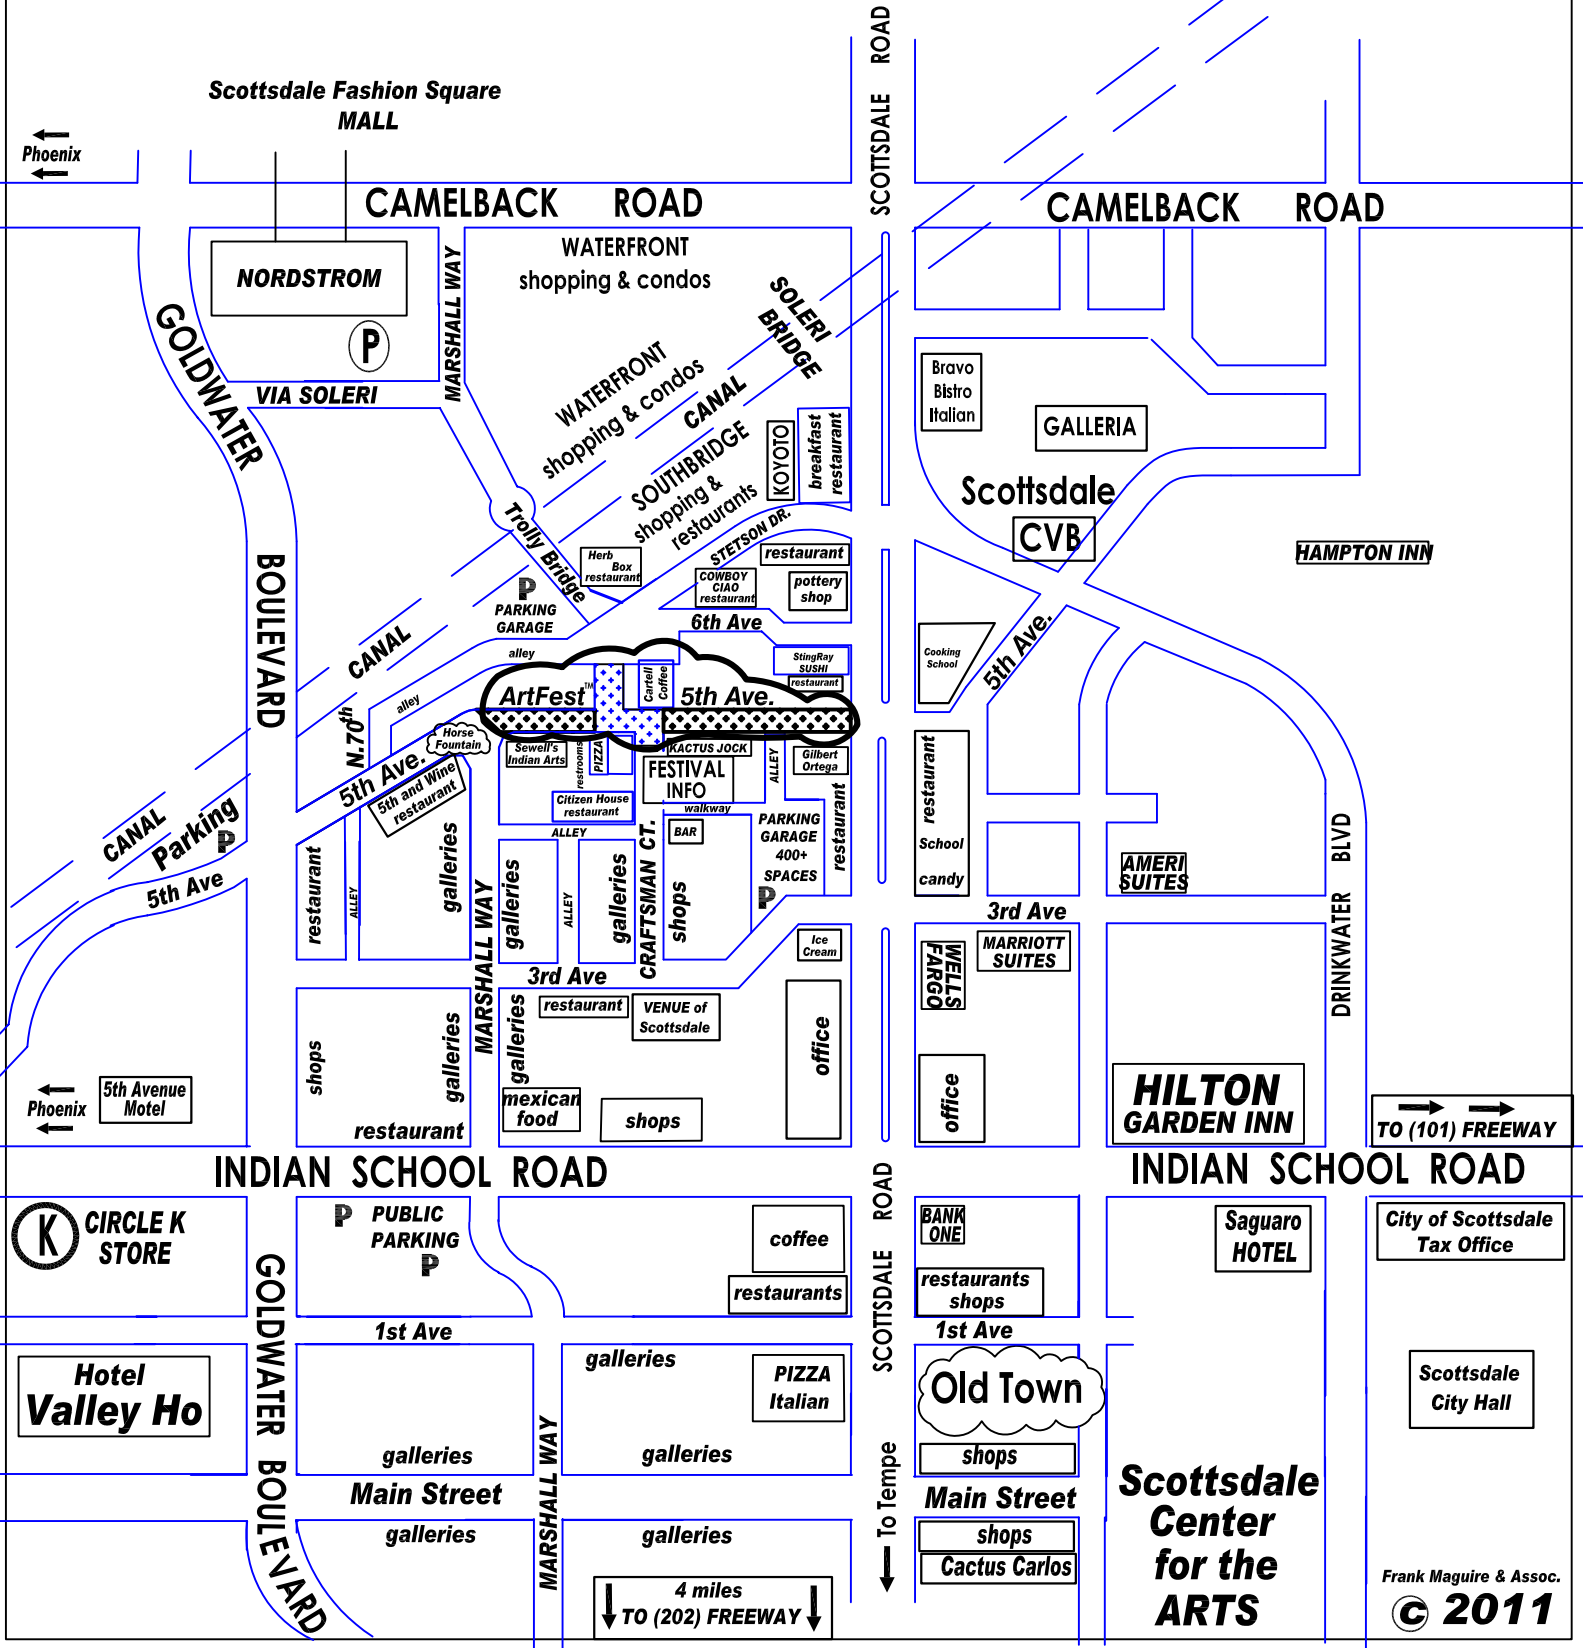 SCOTTSDALE ROAD
Scottsdale Fashion Square
MALL
Phoenix
CAMELBACK ROAD
CAMELBACK ROAD
WATERFRONT
shopping & condos
NORDSTROM
P
MARSHALL WAY
GOLDWATER
BOULEVARD
VIA SOLERI
SOLERI
BRIDGE
WATERFRONT
shopping & condos
CANAL
SOUTHBRIDGE
shopping &
restaurants
KOYOTO
breakfast
restaurant
Bravo
Bistro
Italian
GALLERIA
Scottsdale
CVB
HAMPTON INN
Trolly Bridge
STETSON DR.
Herb
Box
restaurant
restaurant
COWBOY
CIAO
restaurant
pottery
shop
P
PARKING
GARAGE
6th Ave
CANAL
alley
alley
StingRay
SUSHI
restaurant
Cooking
School
5th Ave.
ArtFest™
Cartell
Coffee
5th Ave.
N.70th
Horse
Fountain
5th Ave.
5th and Wine
restaurant
Sewell's
Indian Arts
restrooms
PIZZA
KACTUS JOCK
FESTIVAL
INFO
ALLEY
Gilbert
Ortega
restaurant
Citizen House
restaurant
walkway
CANAL
Parking
P
5th Ave
ALLEY
CRAFTSMAN CT.
BAR
PARKING
GARAGE
400+
SPACES
P
restaurant
School
candy
restaurant
ALLEY
galleries
MARSHALL WAY
galleries
ALLEY
galleries
shops
AMERI
SUITES
DRINKWATER BLVD
3rd Ave
3rd Ave
Ice
Cream
WELLS
FARGO
MARRIOTT
SUITES
restaurant
VENUE of
Scottsdale
office
shops
galleries
galleries
office
HILTON
GARDEN INN
5th Avenue
Motel
Phoenix
mexican
food
shops
restaurant
TO (101) FREEWAY
INDIAN SCHOOL ROAD
INDIAN SCHOOL ROAD
SCOTTSDALE ROAD
K
CIRCLE K
STORE
P
PUBLIC
PARKING
P
coffee
restaurants
BANK
ONE
restaurants
shops
Saguaro
HOTEL
City of Scottsdale
Tax Office
GOLDWATER BOULEVARD
1st Ave
1st Ave
Hotel
Valley Ho
galleries
PIZZA
Italian
Old Town
Scottsdale
City Hall
galleries
galleries
shops
MARSHALL WAY
To Tempe
Main Street
Main Street
galleries
galleries
shops
Cactus Carlos
Scottsdale
Center
for the
ARTS
4 miles
TO (202) FREEWAY
Frank Maguire & Assoc.
© 2011